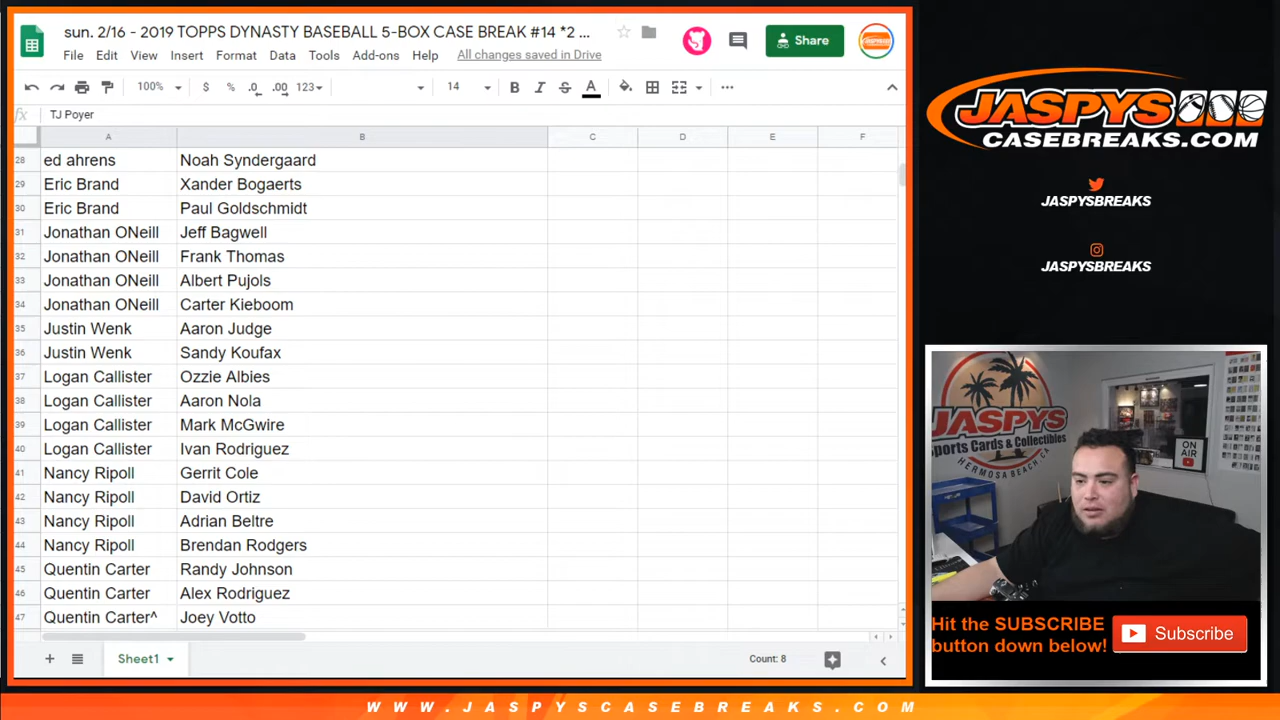 sun. 2/16 - 2019 TOPPS DYNASTY BASEBALL 5-BOX CASE BREAK #14 *2 ...
File Edit View Insert Format Data Tools Add-ons Help All changes saved in Drive
Share
100% $ % .0 .00 123 14 B I S A ...
fx TJ Poyer
A B C D E F
28 ed ahrens Noah Syndergaard
29 Eric Brand Xander Bogaerts
30 Eric Brand Paul Goldschmidt
31 Jonathan ONeill Jeff Bagwell
32 Jonathan ONeill Frank Thomas
33 Jonathan ONeill Albert Pujols
34 Jonathan ONeill Carter Kieboom
35 Justin Wenk Aaron Judge
36 Justin Wenk Sandy Koufax
37 Logan Callister Ozzie Albies
38 Logan Callister Aaron Nola
39 Logan Callister Mark McGwire
40 Logan Callister Ivan Rodriguez
41 Nancy Ripoll Gerrit Cole
42 Nancy Ripoll David Ortiz
43 Nancy Ripoll Adrian Beltre
44 Nancy Ripoll Brendan Rodgers
45 Quentin Carter Randy Johnson
46 Quentin Carter Alex Rodriguez
47 Quentin Carter^ Joey Votto
Sheet1
Count: 8
JASPYS
CASEBREAKS.COM
JASPYSBREAKS
JASPYSBREAKS
JASPYS
Sports Cards & Collectibles
HERMOSA BEACH, CA
ON
AIR
Hit the SUBSCRIBE
button down below!
Subscribe
WWW.JASPYSCASEBREAKS.COM